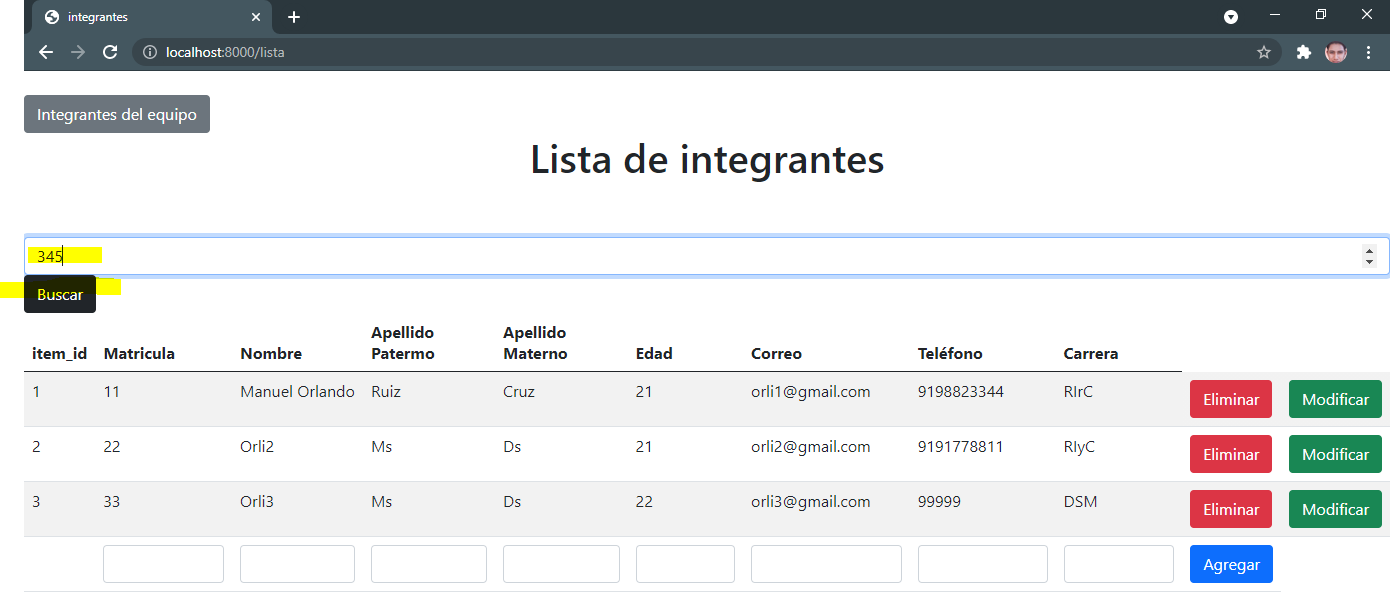 integrantes
localhost:8000/lista
Integrantes del equipo
Lista de integrantes
345
Buscar
item_id Matricula Nombre Apellido Patermo Apellido Materno Edad Correo Teléfono Carrera
1 11 Manuel Orlando Ruiz Cruz 21 orli1@gmail.com 9198823344 RIrC Eliminar Modificar
2 22 Orli2 Ms Ds 21 orli2@gmail.com 9191778811 RIyC Eliminar Modificar
3 33 Orli3 Ms Ds 22 orli3@gmail.com 99999 DSM Eliminar Modificar
Agregar